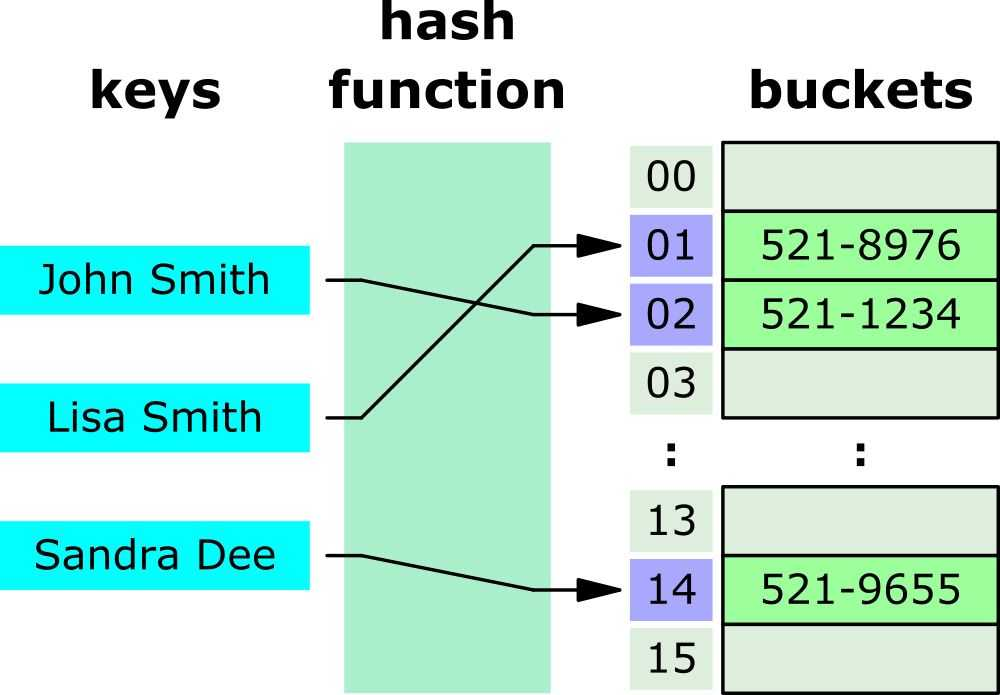 hash
keys function buckets
00
01 521-8976
John Smith
02 521-1234
03
Lisa Smith
: :
13
Sandra Dee
14 521-9655
15